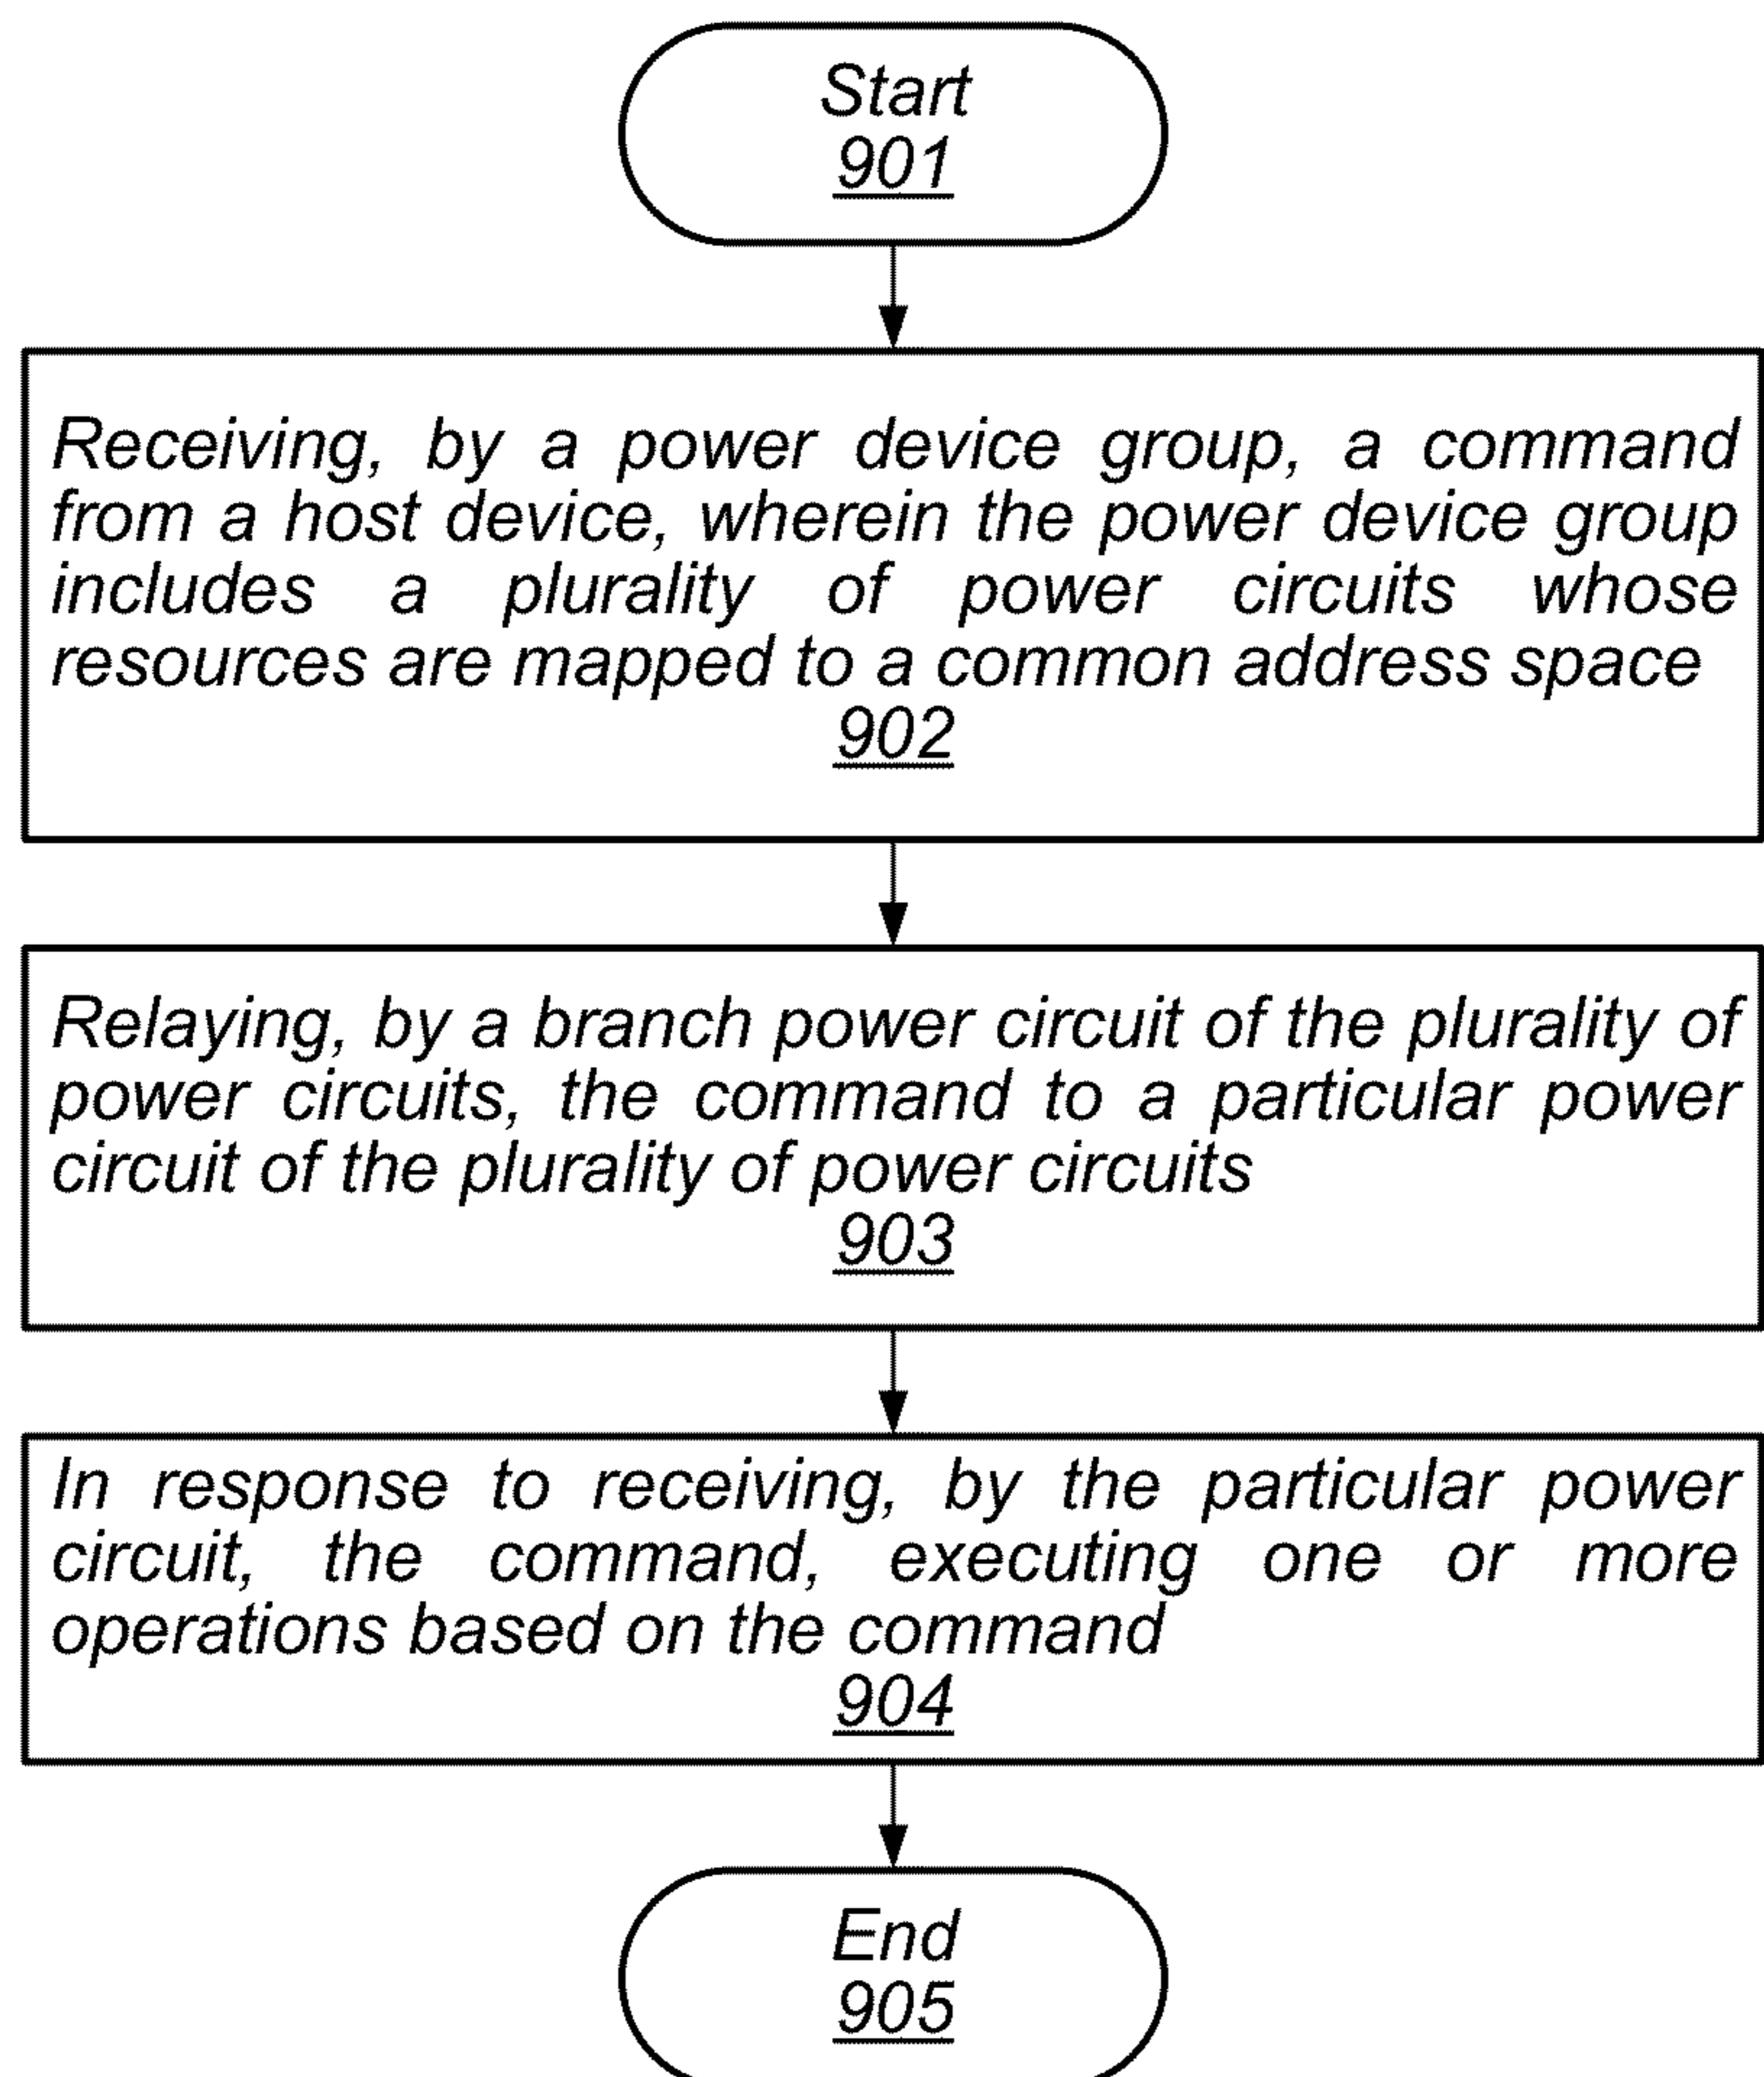 Start
901
Receiving, by a power device group, a command
from a host device, wherein the power device group
includes a plurality of power circuits whose
resources are mapped to a common address space
902
Relaying, by a branch power circuit of the plurality of
power circuits, the command to a particular power
circuit of the plurality of power circuits
903
In response to receiving, by the particular power
circuit, the command, executing one or more
operations based on the command
904
End
905